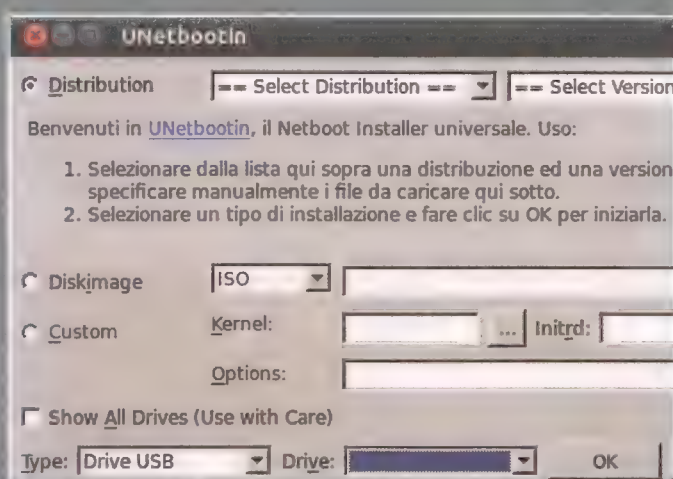 UNetbootin
Distribution == Select Distribution == == Select Version
Benvenuti in UNetbootin, il Netboot Installer universale. Uso:
1. Selezionare dalla lista qui sopra una distribuzione ed una version
specificare manualmente i file da caricare qui sotto.
2. Selezionare un tipo di installazione e fare clic su OK per iniziarla.
Diskimage ISO
Custom Kernel: ... Initrd:
Options:
Show All Drives (Use with Care)
Type: Drive USB Drive: OK